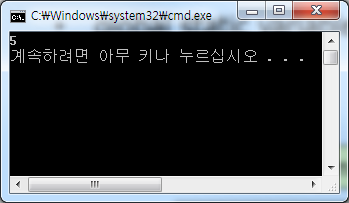 C:₩Windows₩system32₩cmd.exe
5
계속하려면 아무 키나 누르십시오 . . .